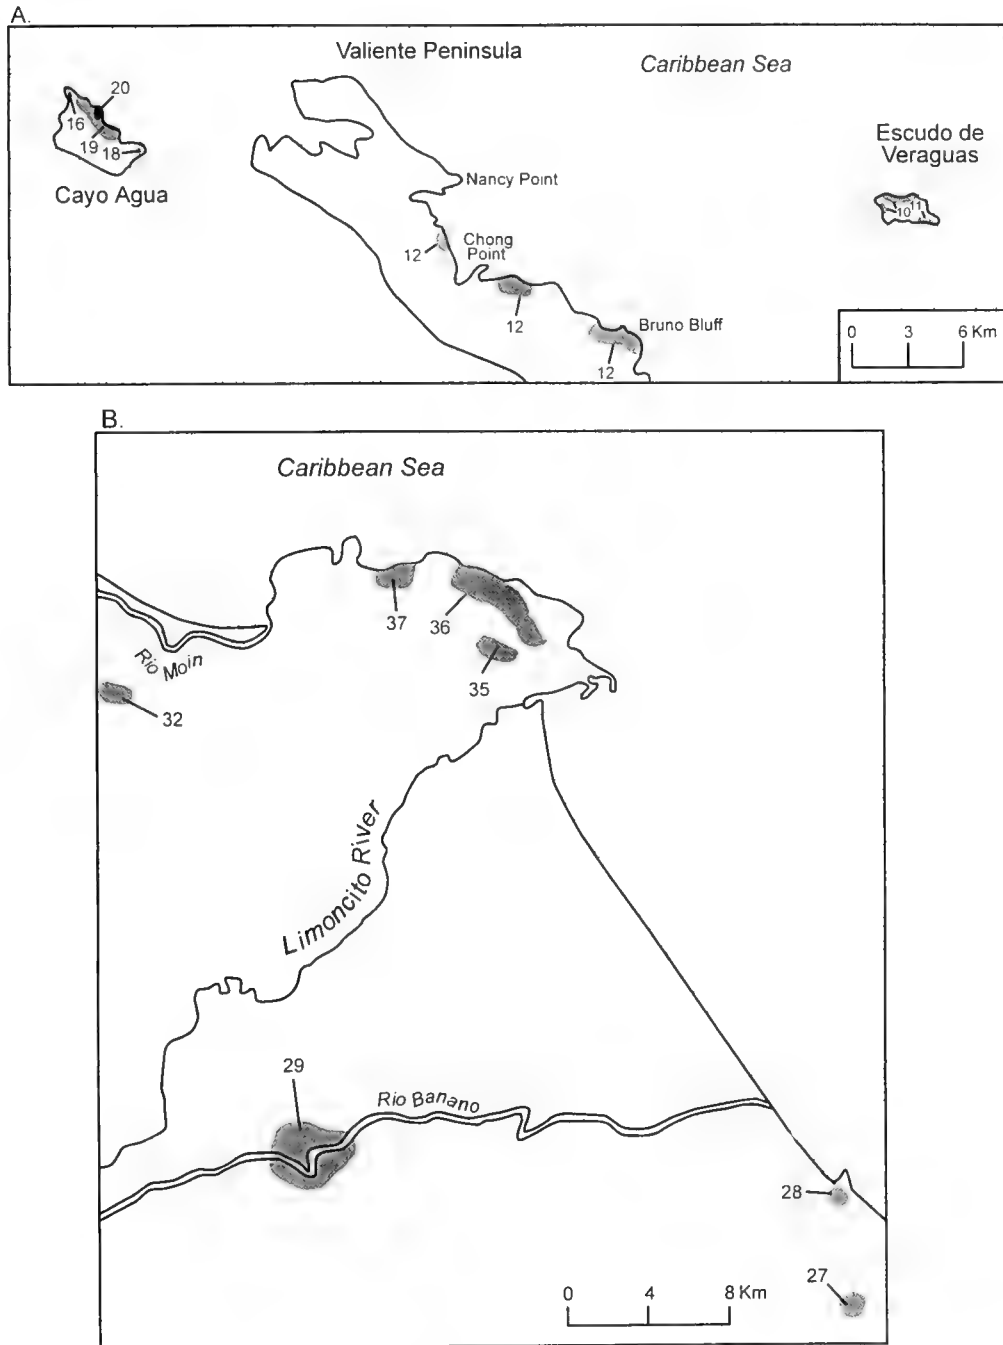 A.
Valiente Peninsula
Caribbean Sea
20
16
19
18
Cayo Agua
Escudo de
Veraguas
10
11
Nancy Point
Chong
Point
12
12
Bruno Bluff
12
0 3 6 Km
B.
Caribbean Sea
37
36
35
Rio Moin
32
Limoncito River
29
Rio Banano
28
27
0 4 8 Km